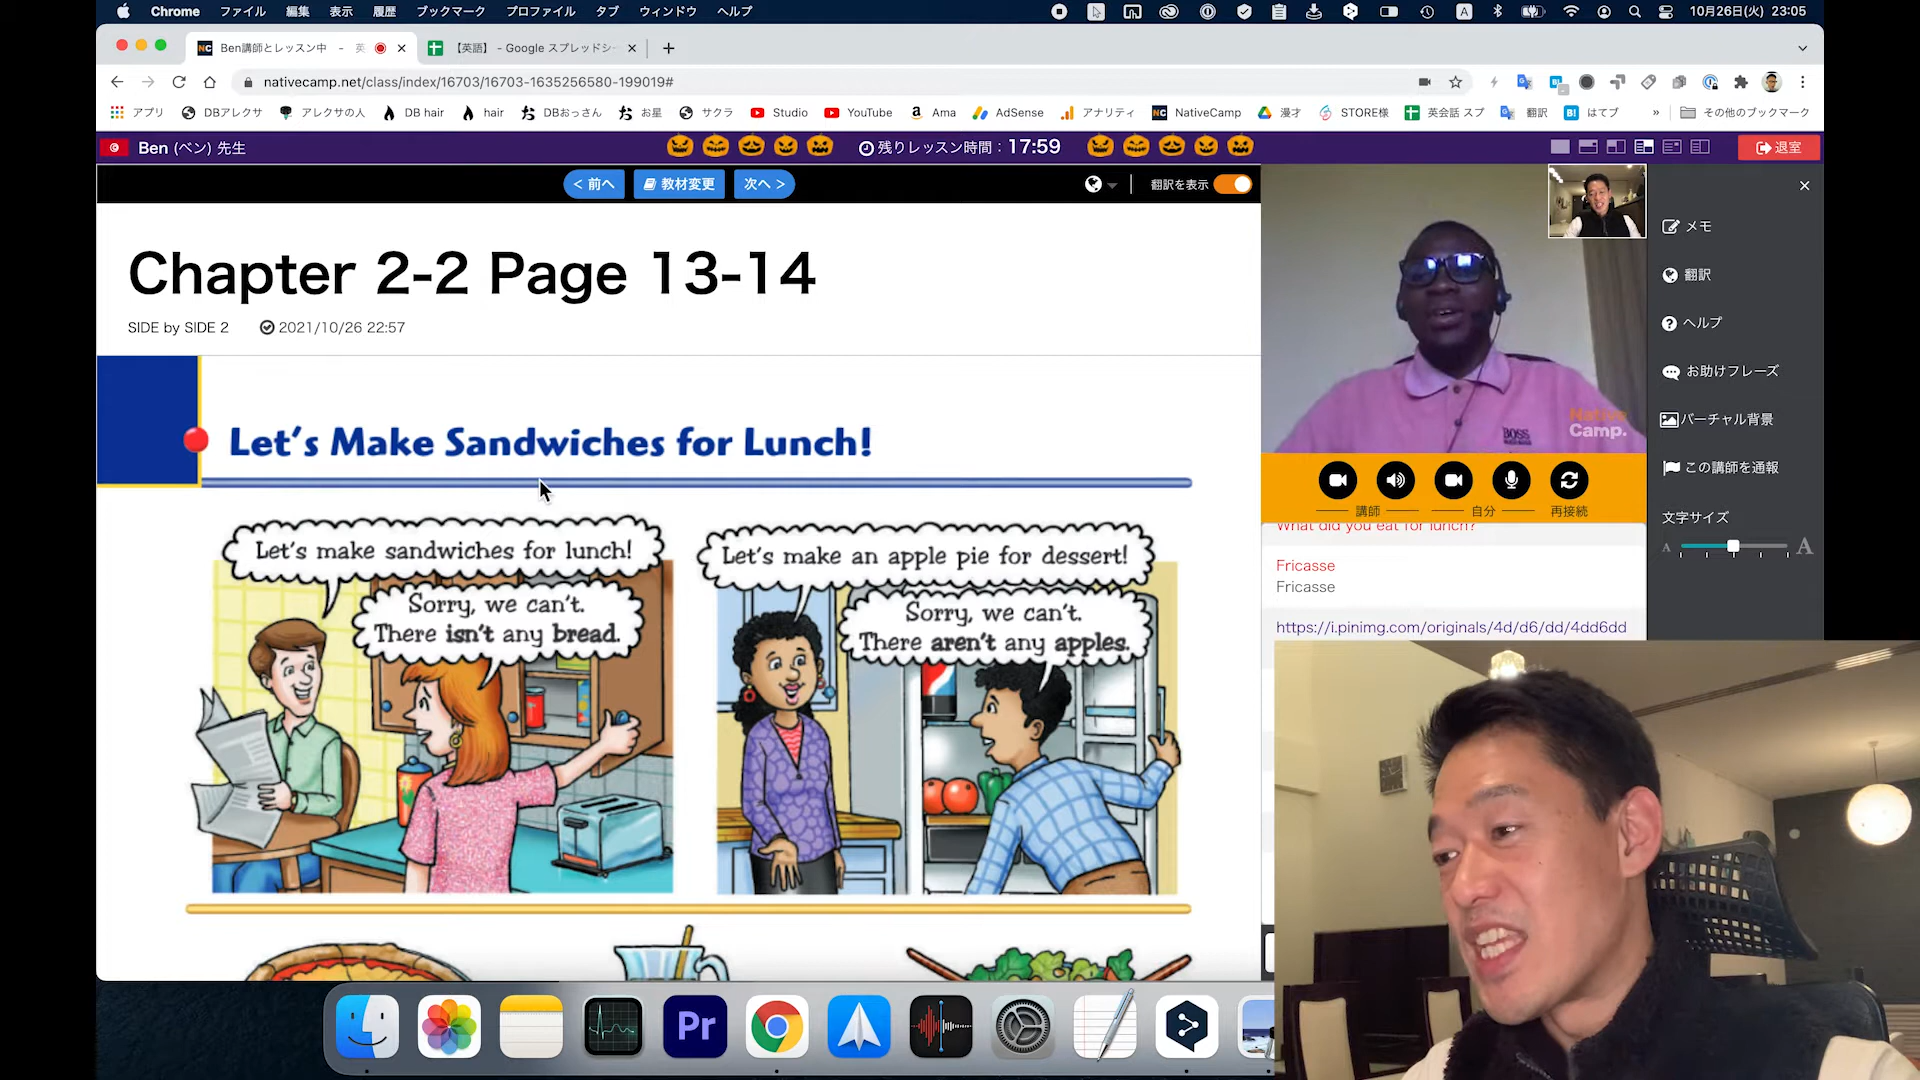 Chrome ファイル 編集 表示 履歴 ブックマーク プロファイル タブ ウィンドウ ヘルプ 10月26日(火) 23:05
Ben講師とレッスン中 - 英
【英語】 - Google スプレッドシー
nativecamp.net/class/index/16703/16703-1635256580-199019#
アプリ DBアレクサ アレクサの人 DB hair hair DBおっさん お星 サクラ Studio YouTube Ama AdSense アナリティ NativeCamp 漫才 STORE様 英会話 スプ 翻訳 はてブ » その他のブックマーク
Ben (ベン) 先生 残りレッスン時間: 17:59 退室
< 前へ 教材変更 次へ > 翻訳を表示
Chapter 2-2 Page 13-14
SIDE by SIDE 2 2021/10/26 22:57
Let's Make Sandwiches for Lunch!
Let's make sandwiches for lunch!
Sorry, we can't.
There isn't any bread.
Let's make an apple pie for dessert!
Sorry, we can't.
There aren't any apples.
BOSS
Native
Camp.
講師 自分 再接続
What did you eat for lunch?
Fricasse
Fricasse
https://i.pinimg.com/originals/4d/d6/dd/4dd6dd
メモ
翻訳
ヘルプ
お助けフレーズ
バーチャル背景
この講師を通報
文字サイズ
A A
Pr